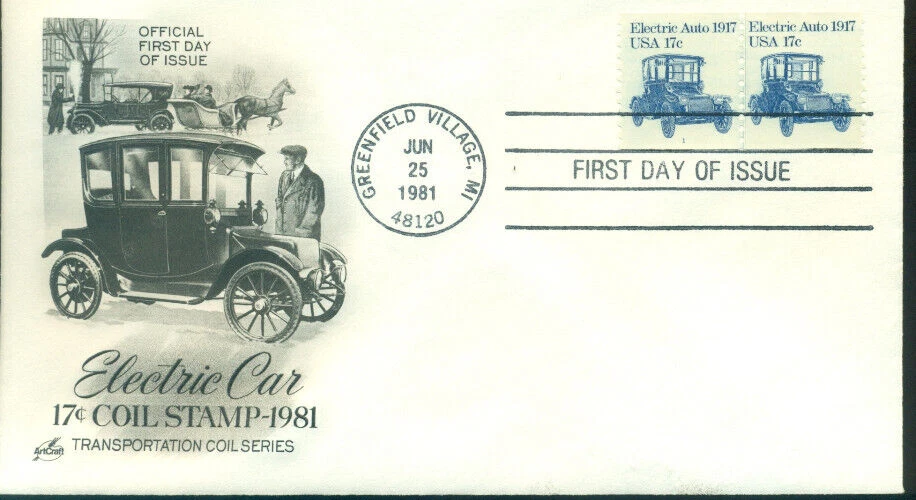 OFFICIAL
FIRST DAY
OF ISSUE
Electric Auto 1917
USA 17c
Electric Auto 1917
USA 17c
1
GREENFIELD VILLAGE, MI
JUN
25
1981
48120
FIRST DAY OF ISSUE
Electric Car
17¢ COIL STAMP-1981
ArtCraft
TRANSPORTATION COIL SERIES